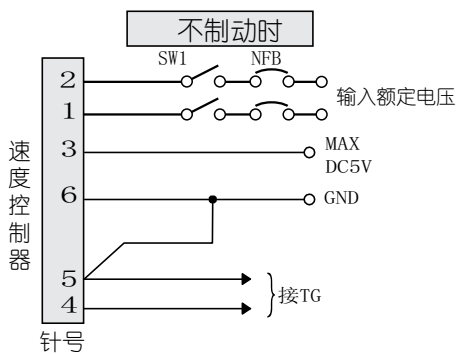 不制动时
SW1 NFB
2
1
输入额定电压
3
MAX
DC5V
6
GND
速度控制器
5
4
接TG
针号